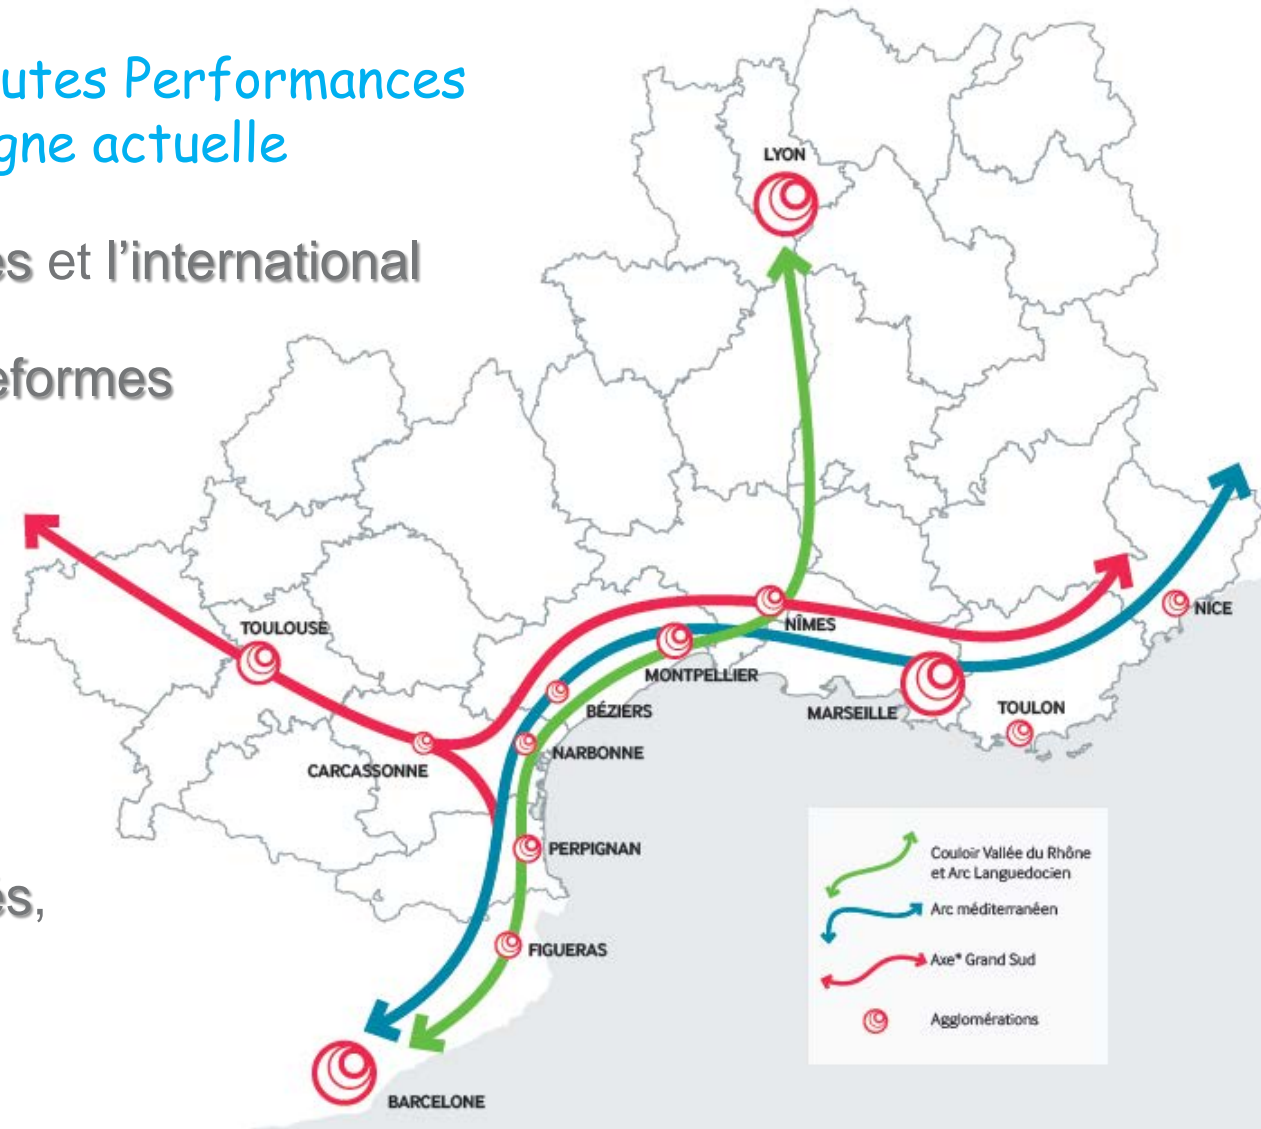 utes Performances
gne actuelle
es et l'international
eformes
és,
LYON
TOULOUSE
NÎMES
NICE
MONTPELLIER
BÉZIERS
MARSEILLE
TOULON
NARBONNE
CARCASSONNE
PERPIGNAN
FIGUERAS
BARCELONE
Couloir Vallée du Rhône
et Arc Languedocien
Arc méditerranéen
Axe* Grand Sud
Agglomérations